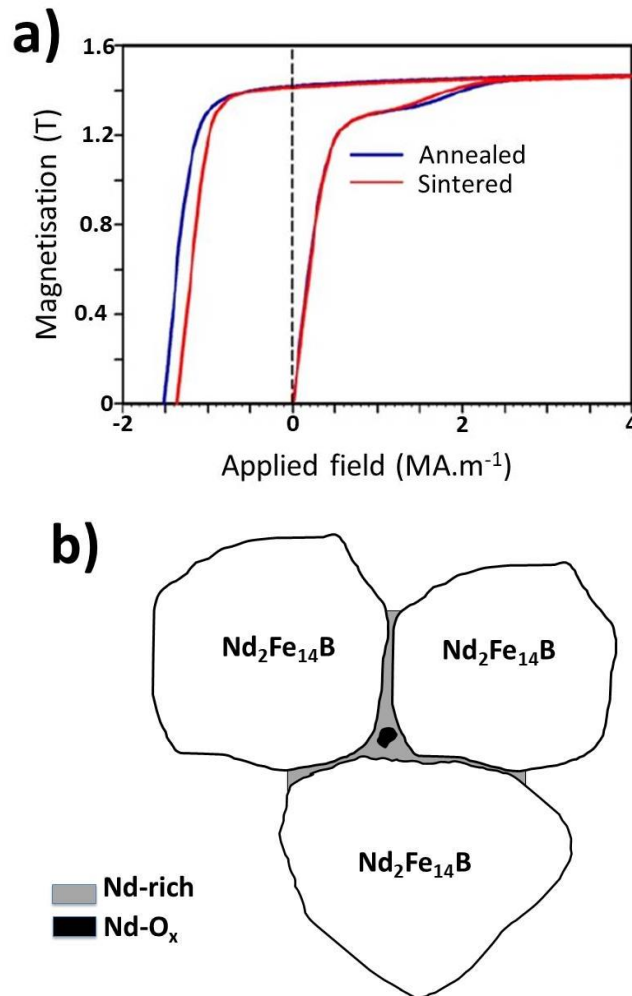 a)
1.6
1.2
0.8
0.4
0
Magnetisation (T)
Annealed
Sintered
-2
0
2
4
Applied field (MA.m⁻¹)
b)
Nd₂Fe₁₄B
Nd₂Fe₁₄B
Nd₂Fe₁₄B
Nd-rich
Nd-Oₓ